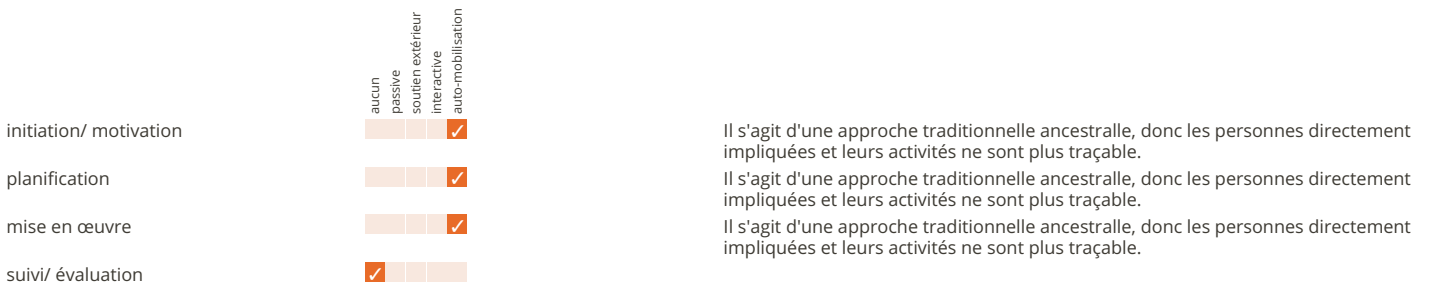 aucun
passive
soutien extérieur
interactive
auto-mobilisation
initiation/ motivation
✓
Il s'agit d'une approche traditionnelle ancestralle, donc les personnes directement
impliquées et leurs activités ne sont plus traçable.
planification
✓
Il s'agit d'une approche traditionnelle ancestralle, donc les personnes directement
impliquées et leurs activités ne sont plus traçable.
mise en œuvre
✓
Il s'agit d'une approche traditionnelle ancestralle, donc les personnes directement
impliquées et leurs activités ne sont plus traçable.
suivi/ évaluation
✓